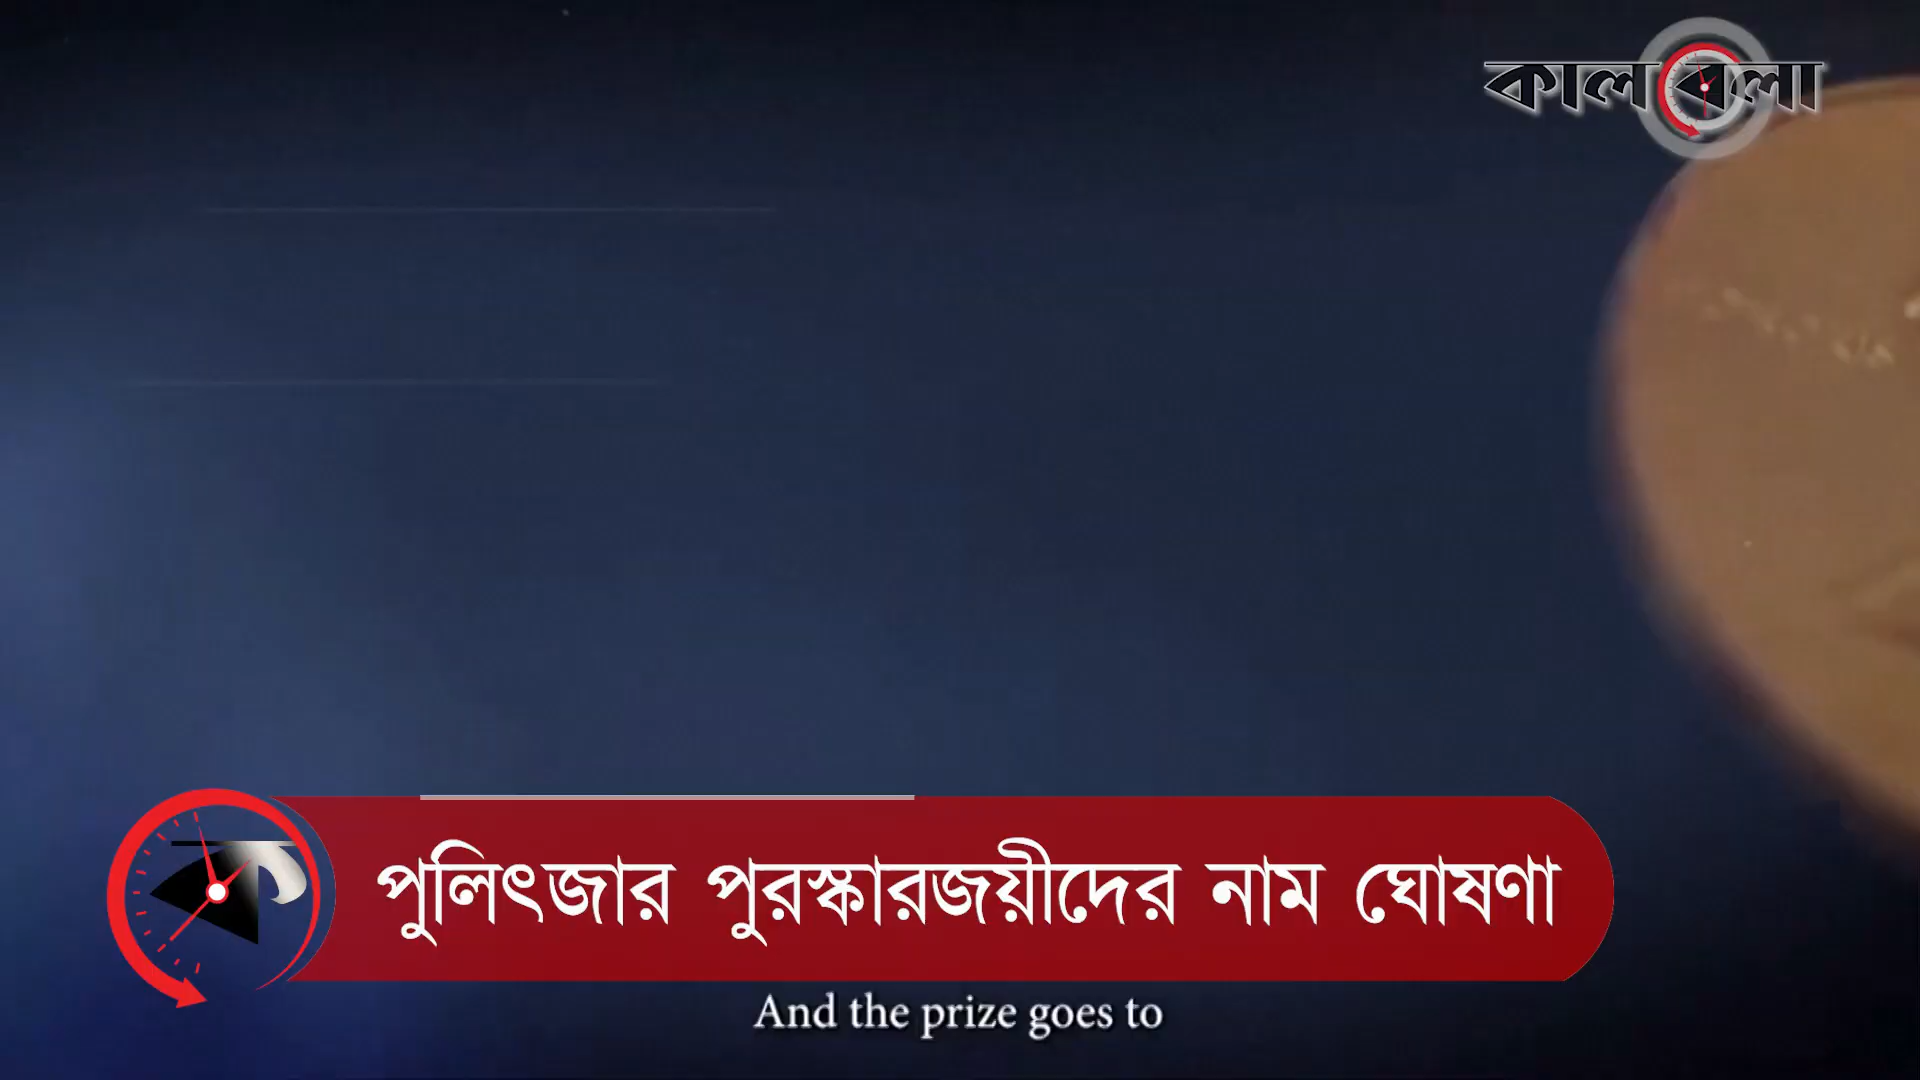 কালবেলা
পুলিৎজার পুরস্কারজয়ীদের নাম ঘোষণা
And the prize goes to